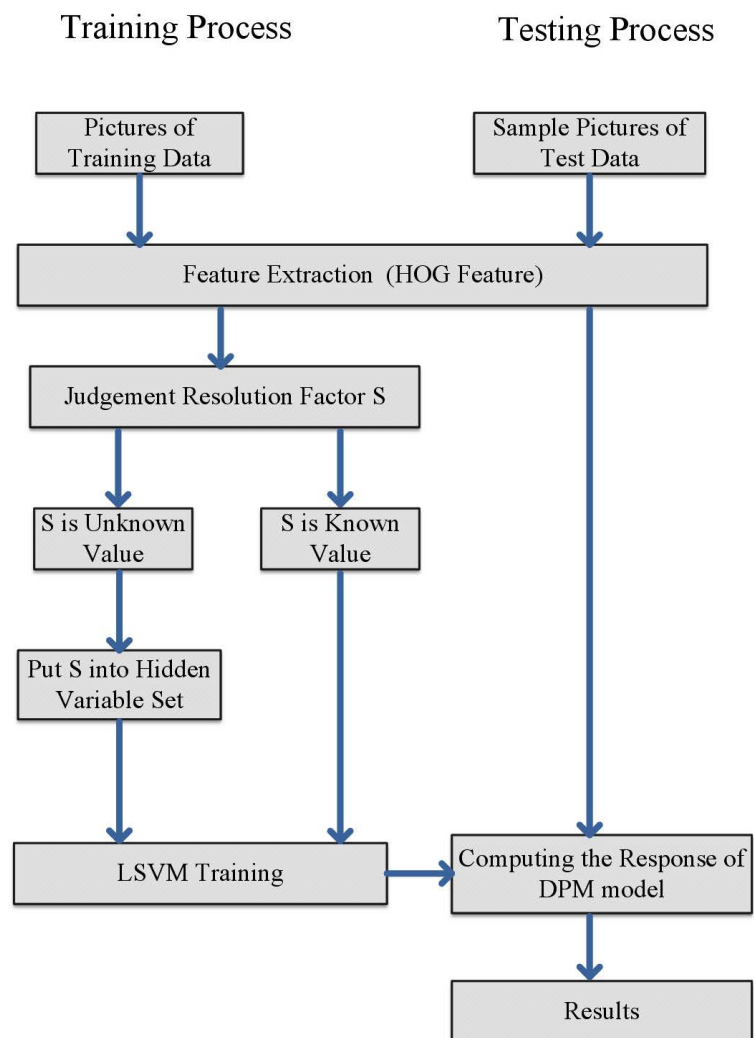 Training Process
Testing Process
Pictures of
Training Data
Sample Pictures of
Test Data
Feature Extraction (HOG Feature)
Judgement Resolution Factor S
S is Unknown
Value
S is Known
Value
Put S into Hidden
Variable Set
LSVM Training
Computing the Response of
DPM model
Results